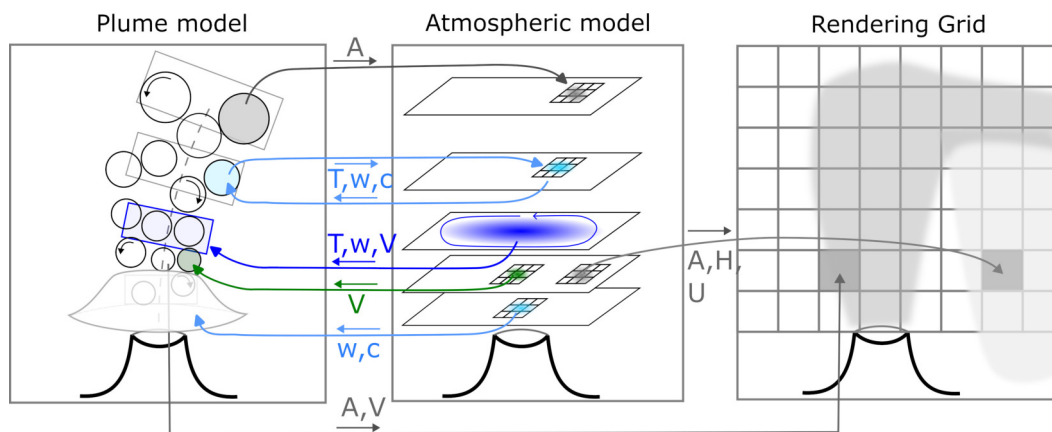 Plume model
Atmospheric model
Rendering Grid
A
T,w,c
T,w,V
V
w,c
A,H,
U
A,V